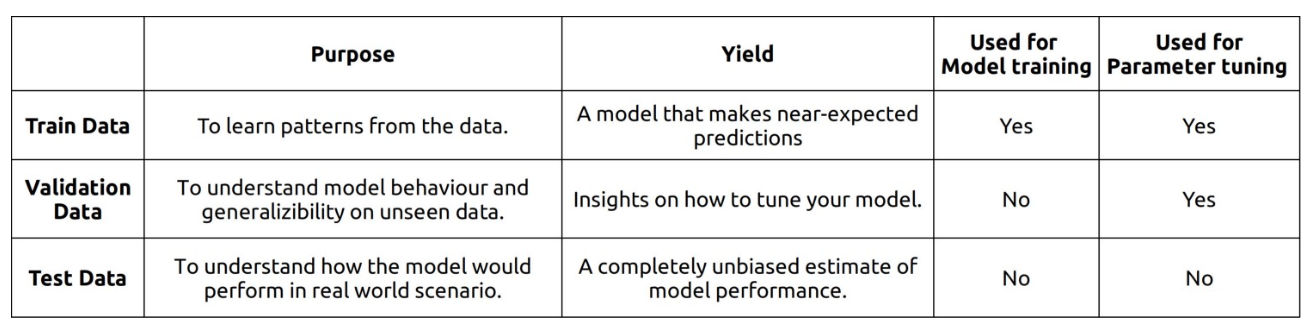 Purpose
Yield
Used for
Model training
Used for
Parameter tuning
Train Data
To learn patterns from the data.
A model that makes near-expected
predictions
Yes
Yes
Validation
Data
To understand model behaviour and
generalizibility on unseen data.
Insights on how to tune your model.
No
Yes
Test Data
To understand how the model would
perform in real world scenario.
A completely unbiased estimate of
model performance.
No
No